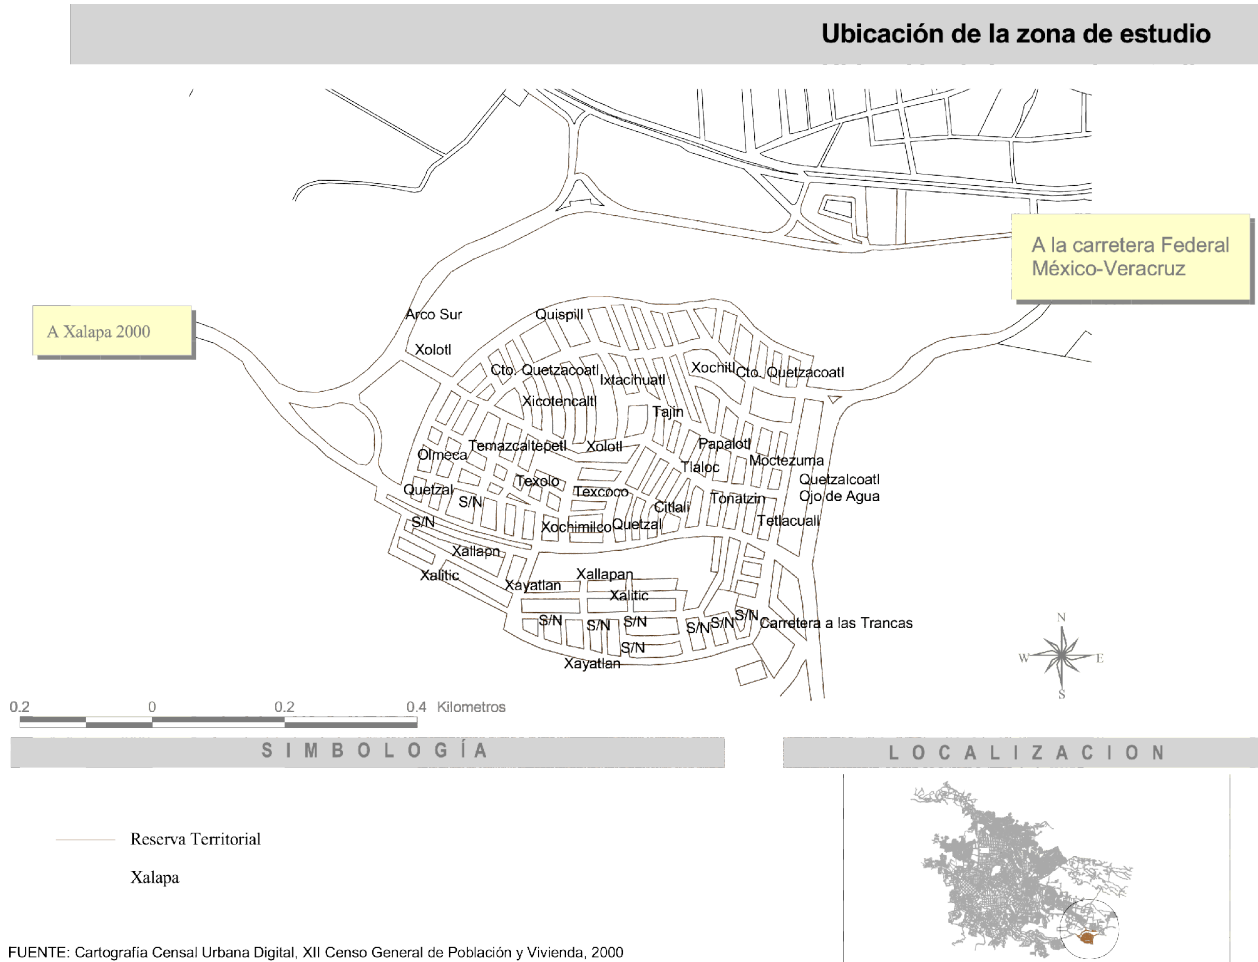 Ubicación de la zona de estudio
A la carretera Federal
México-Veracruz
A Xalapa 2000
Arco Sur
Quispill
Xolotl
Cto. Quetzacoatl
Ixtacihuatl
Xochitl
Cto. Quetzacoatl
Xicotencaltl
Tajin
Temazcaltepetl
Xolotl
Papalotl
Olmeca
Tlaloc
Moctezuma
Texolo
Quetzalcoatl
Quetzal
Texcoco
Tonatzin
Ojo de Agua
S/N
Citlali
S/N
Xochimilco
Quetzal
Tetlacuali
Xallapn
Xalitic
Xayatlan
Xallapan
Xalitic
S/N
S/N
S/N
S/N
S/N
S/N
Carretera a las Trancas
S/N
Xayatlan
N
W
E
S
0.2
0
0.2
0.4
Kilometros
SIMBOLOGÍA
LOCALIZACION
Reserva Territorial
Xalapa
FUENTE: Cartografía Censal Urbana Digital, XII Censo General de Población y Vivienda, 2000